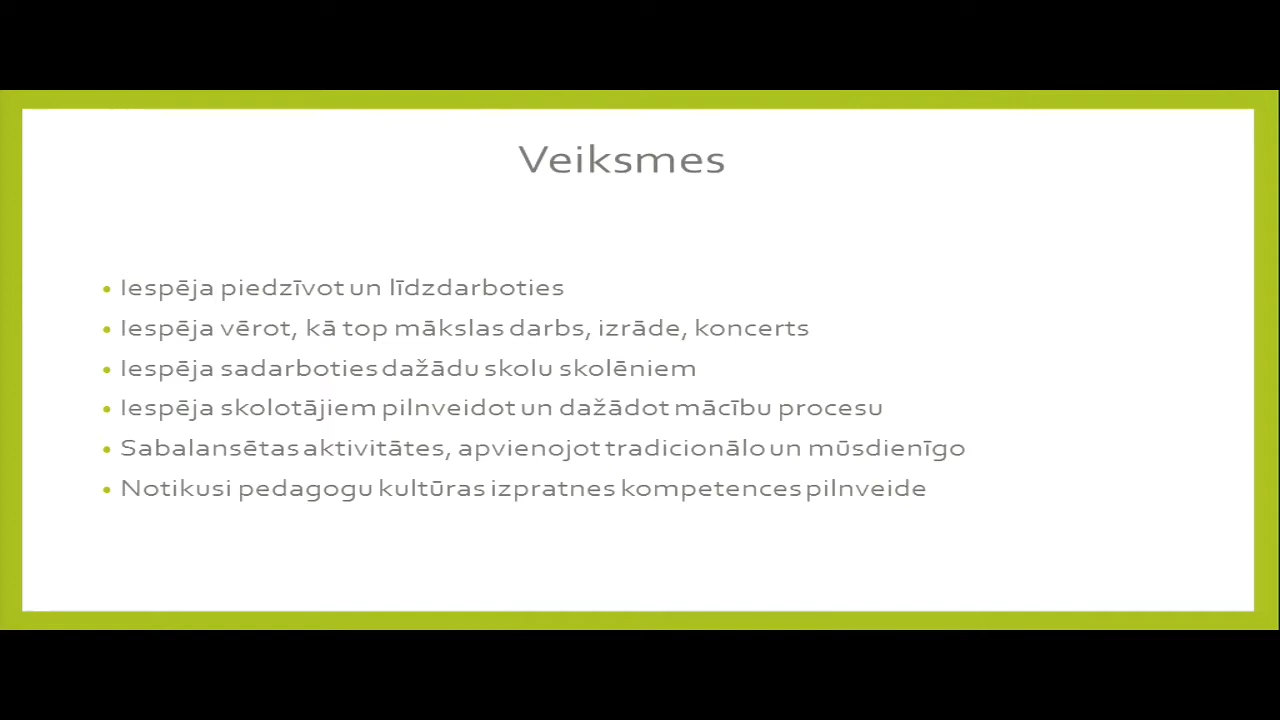 Veiksmes
• Iespēja piedzīvot un līdzdarboties
• Iespēja vērot, kā top mākslas darbs, izrāde, koncerts
• Iespēja sadarboties dažādu skolu skolēniem
• Iespēja skolotājiem pilnveidot un dažādot mācību procesu
• Sabalansētas aktivitātes, apvienojot tradicionālo un mūsdienīgo
• Notikusi pedagogu kultūras izpratnes kompetences pilnveide